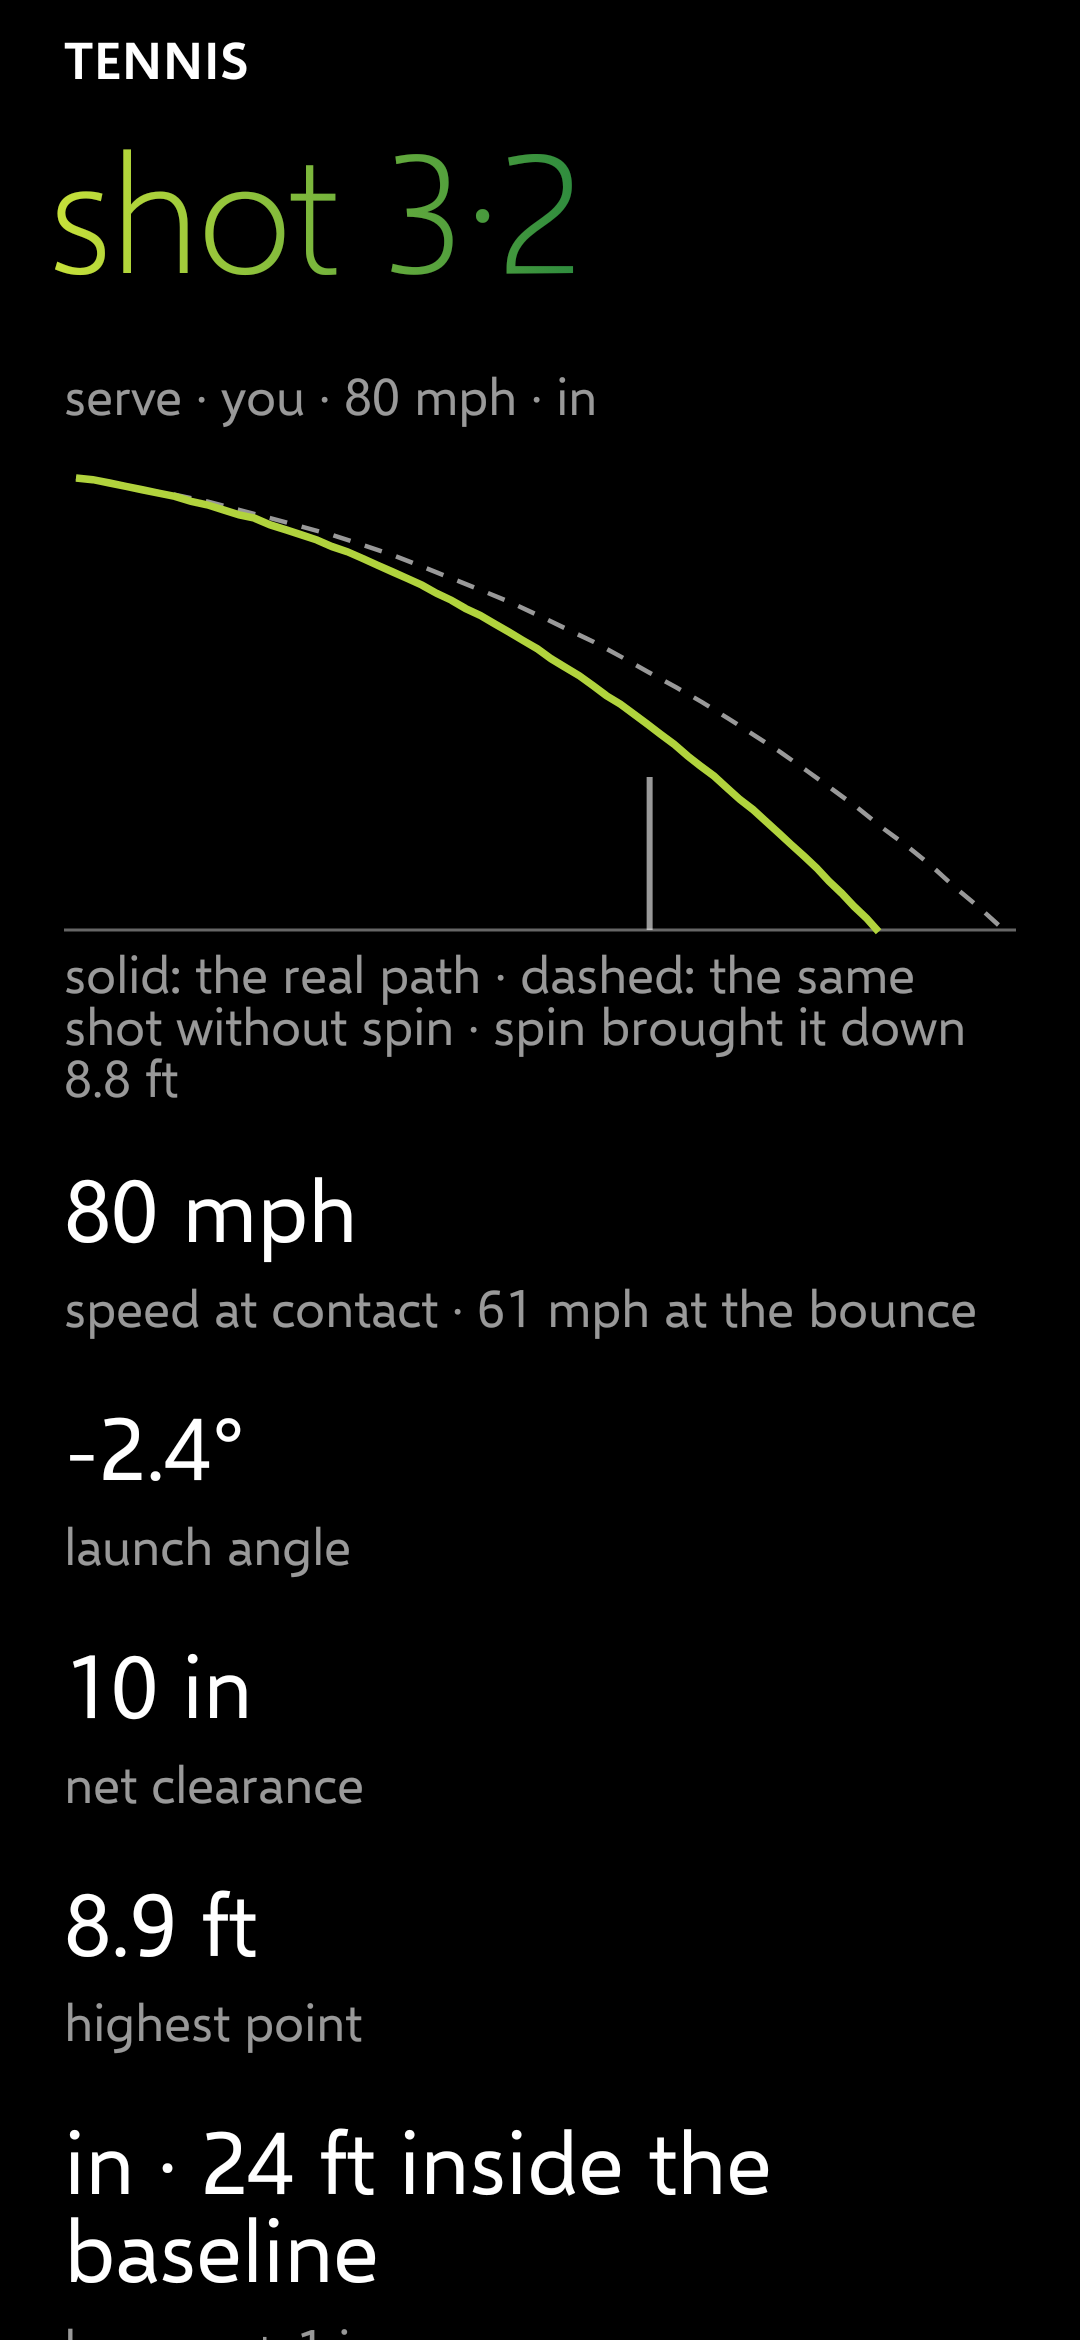 TENNIS
shot 3·2
serve · you · 80 mph · in
solid: the real path · dashed: the same
shot without spin · spin brought it down
8.8 ft
80 mph
speed at contact · 61 mph at the bounce
-2.4°
launch angle
10 in
net clearance
8.9 ft
highest point
in · 24 ft inside the
baseline